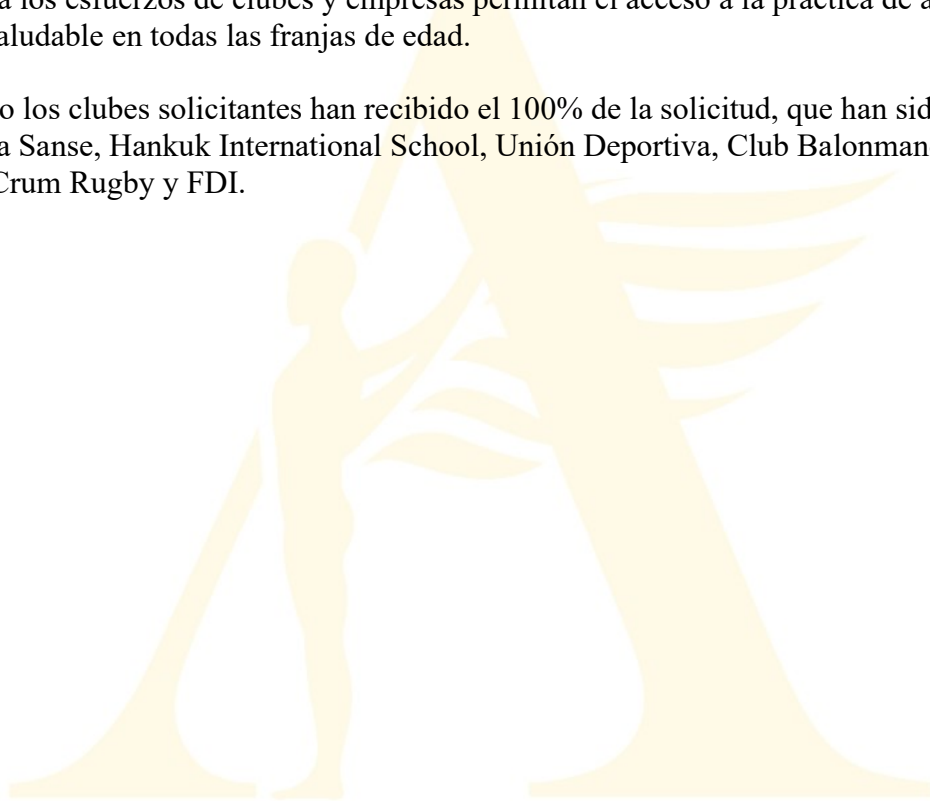 a los esfuerzos de clubes y empresas permitan el acceso a la práctica de a
aludable en todas las franjas de edad.
o los clubes solicitantes han recibido el 100% de la solicitud, que han sid
a Sanse, Hankuk International School, Unión Deportiva, Club Balonman
Crum Rugby y FDI.